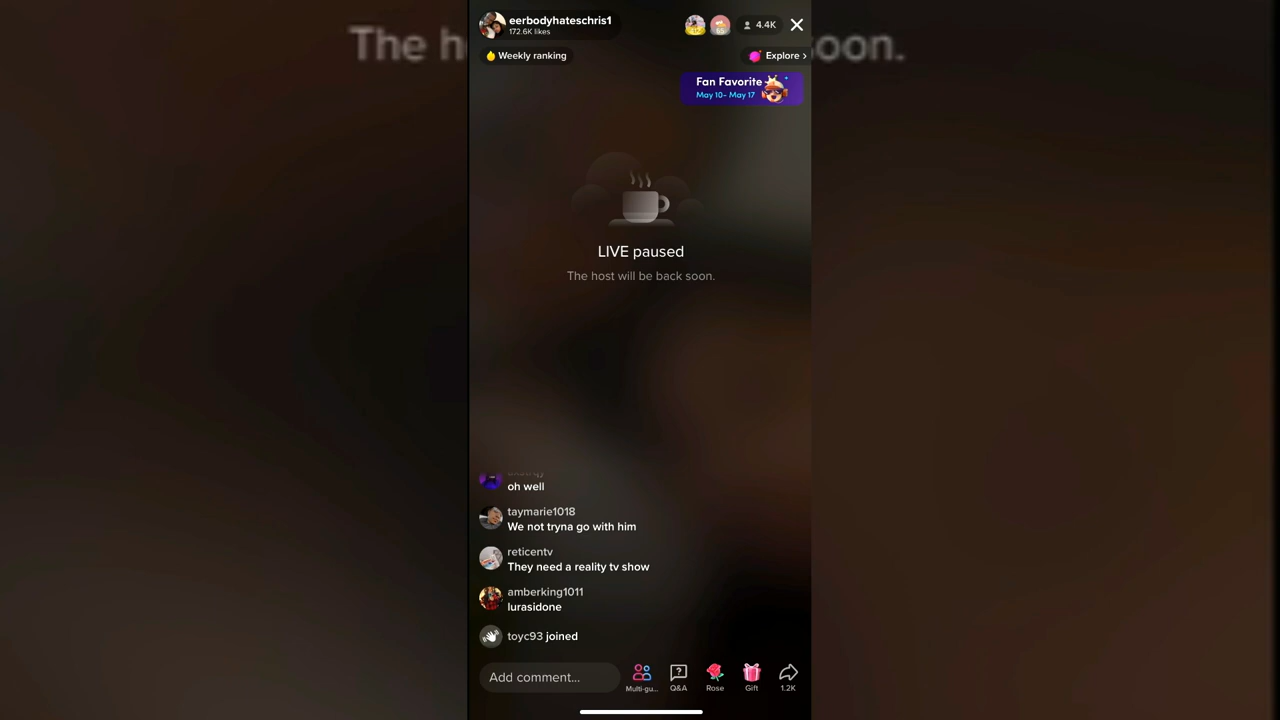 The h
soon.
eerbodyhateschris1
172.6K likes
4.4K
Weekly ranking
Explore ›
Fan Favorite
May 10- May 17
LIVE paused
The host will be back soon.
oh well
taymarie1018
We not tryna go with him
reticentv
They need a reality tv show
amberking1011
lurasidone
toyc93 joined
Add comment...
Multi-gu...
Q&A
Rose
Gift
1.2K